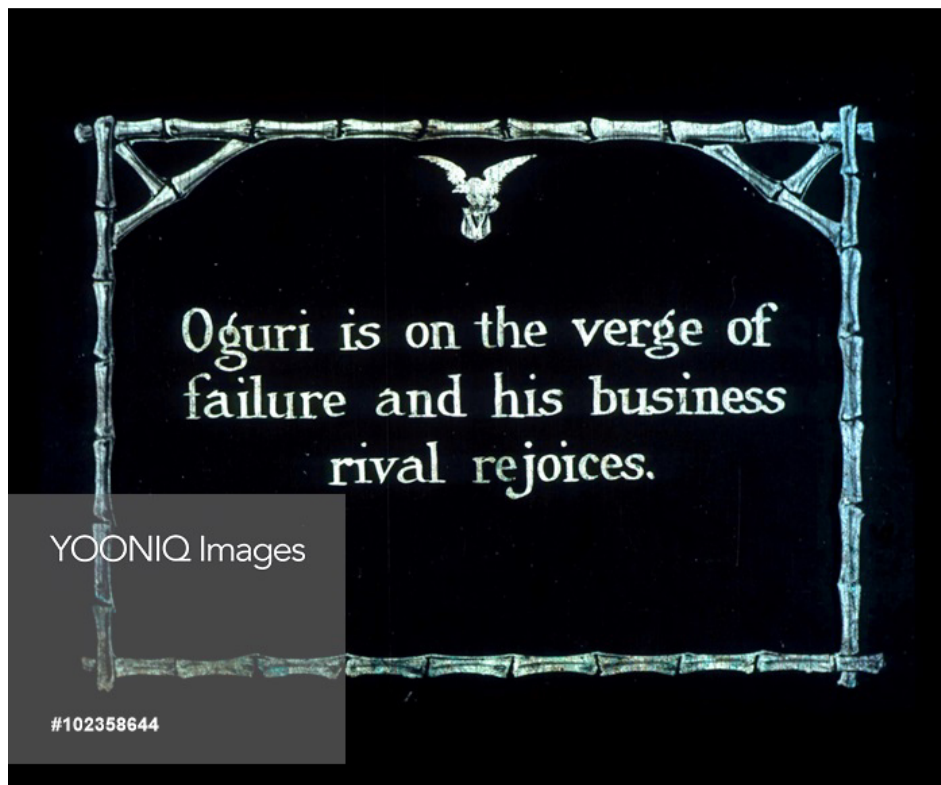 Oguri is on the verge of
failure and his business
rival rejoices.
YOONIQ Images
#102358644